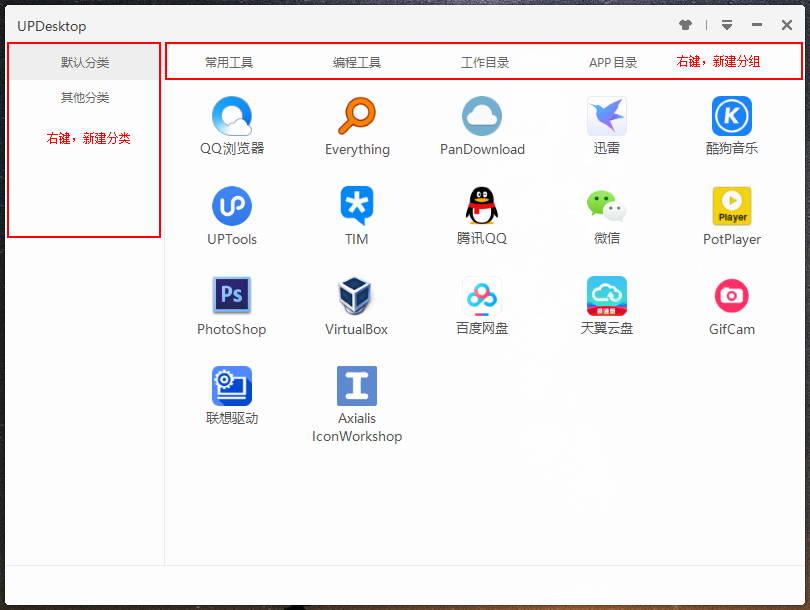 UPDesktop
默认分类
其他分类
右键，新建分类
常用工具 编程工具 工作目录 APP目录 右键，新建分组
QQ浏览器 Everything PanDownload 迅雷 酷狗音乐
UP Player
UPTools TIM 腾讯QQ 微信 PotPlayer
Ps
PhotoShop VirtualBox 百度网盘 天翼云盘 GifCam
联想驱动 Axialis
IconWorkshop